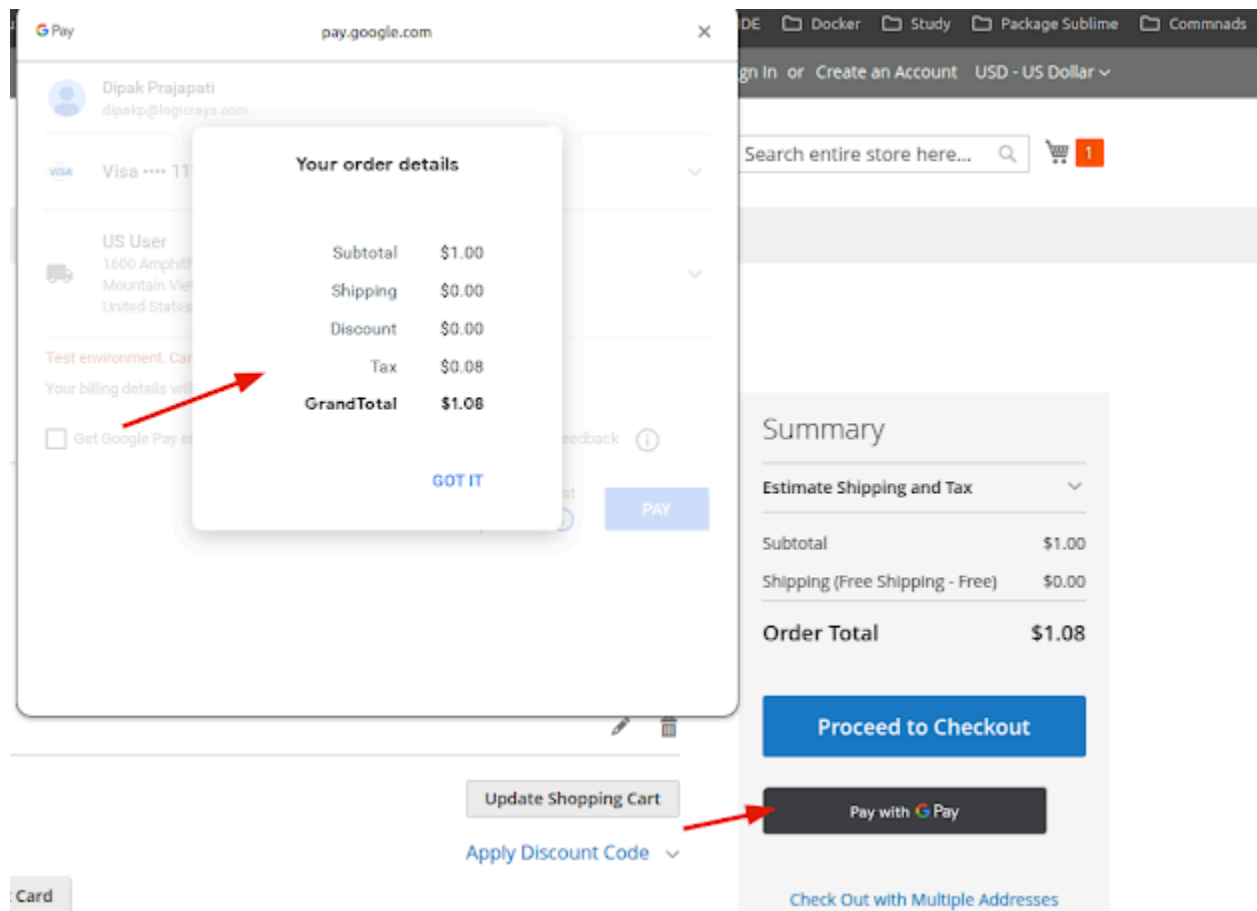 G Pay
pay.google.com
Dipak Prajapati
dipakp@logicrays.com
VISA
Visa •••• 11
US User
1600 Amphith
Mountain Vie
United States
Test environment. Car
Your billing details will
Get Google Pay e
eedback
PAY
Your order details
Subtotal $1.00
Shipping $0.00
Discount $0.00
Tax $0.08
GrandTotal $1.08
GOT IT
DE
Docker
Study
Package Sublime
Commnads
gn In or Create an Account USD - US Dollar
Search entire store here...
1
Summary
Estimate Shipping and Tax
Subtotal $1.00
Shipping (Free Shipping - Free) $0.00
Order Total $1.08
Proceed to Checkout
Pay with G Pay
Check Out with Multiple Addresses
Update Shopping Cart
Apply Discount Code
Card